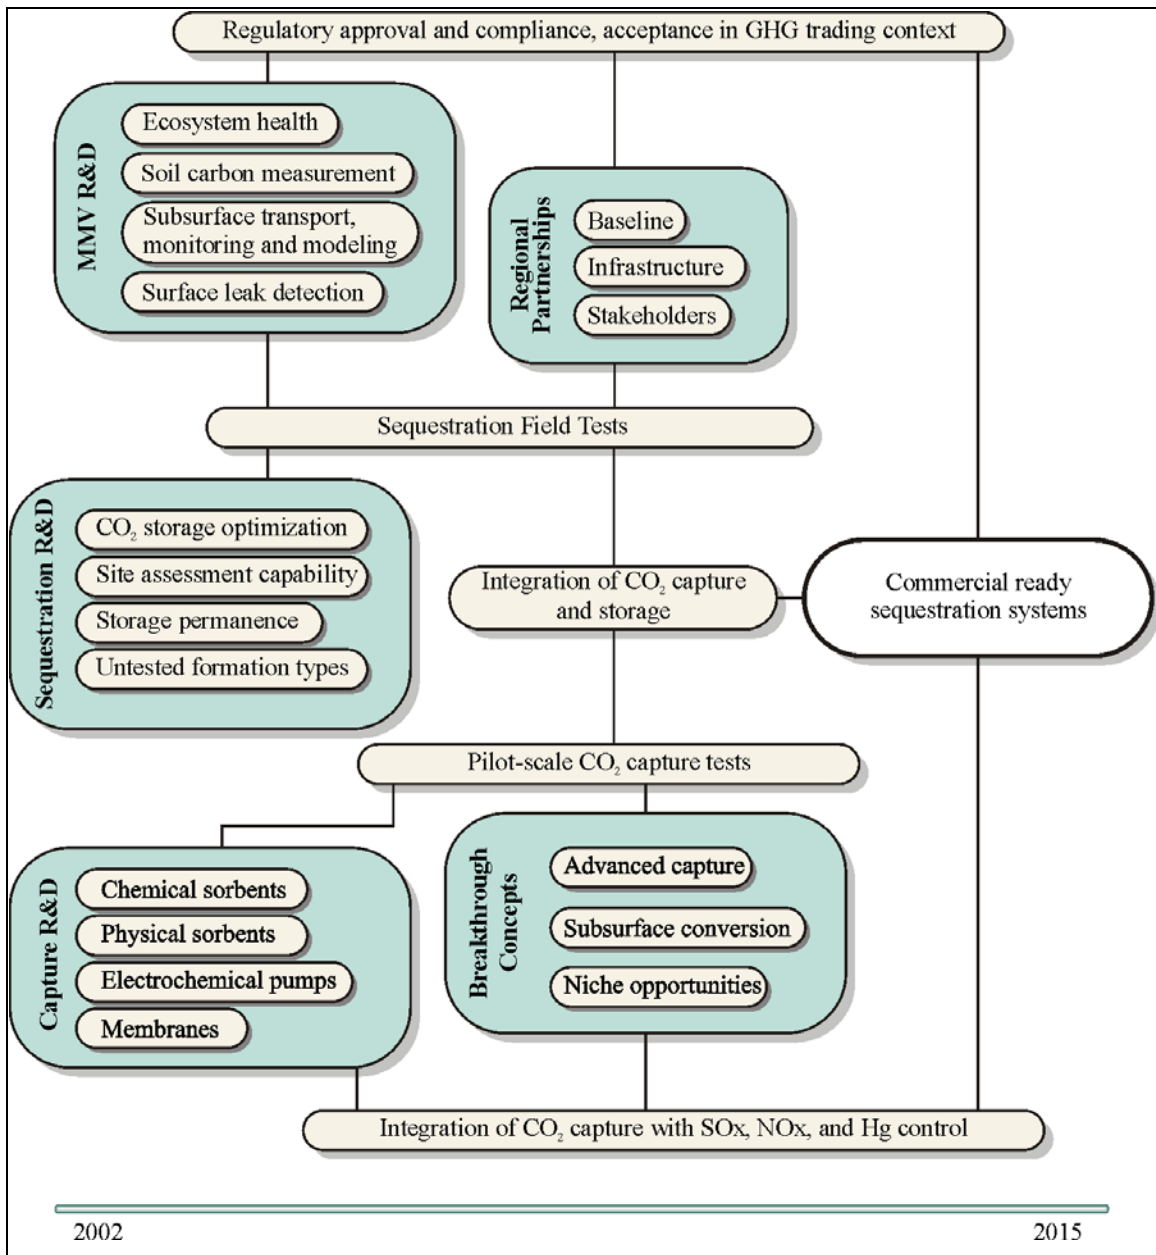 Regulatory approval and compliance, acceptance in GHG trading context
MMV R&D
Ecosystem health
Soil carbon measurement
Subsurface transport,
monitoring and modeling
Surface leak detection
Regional
Partnerships
Baseline
Infrastructure
Stakeholders
Sequestration Field Tests
Sequestration R&D
CO₂ storage optimization
Site assessment capability
Storage permanence
Untested formation types
Integration of CO₂ capture
and storage
Commercial ready
sequestration systems
Pilot-scale CO₂ capture tests
Capture R&D
Chemical sorbents
Physical sorbents
Electrochemical pumps
Membranes
Breakthrough
Concepts
Advanced capture
Subsurface conversion
Niche opportunities
Integration of CO₂ capture with SOx, NOx, and Hg control
2002
2015